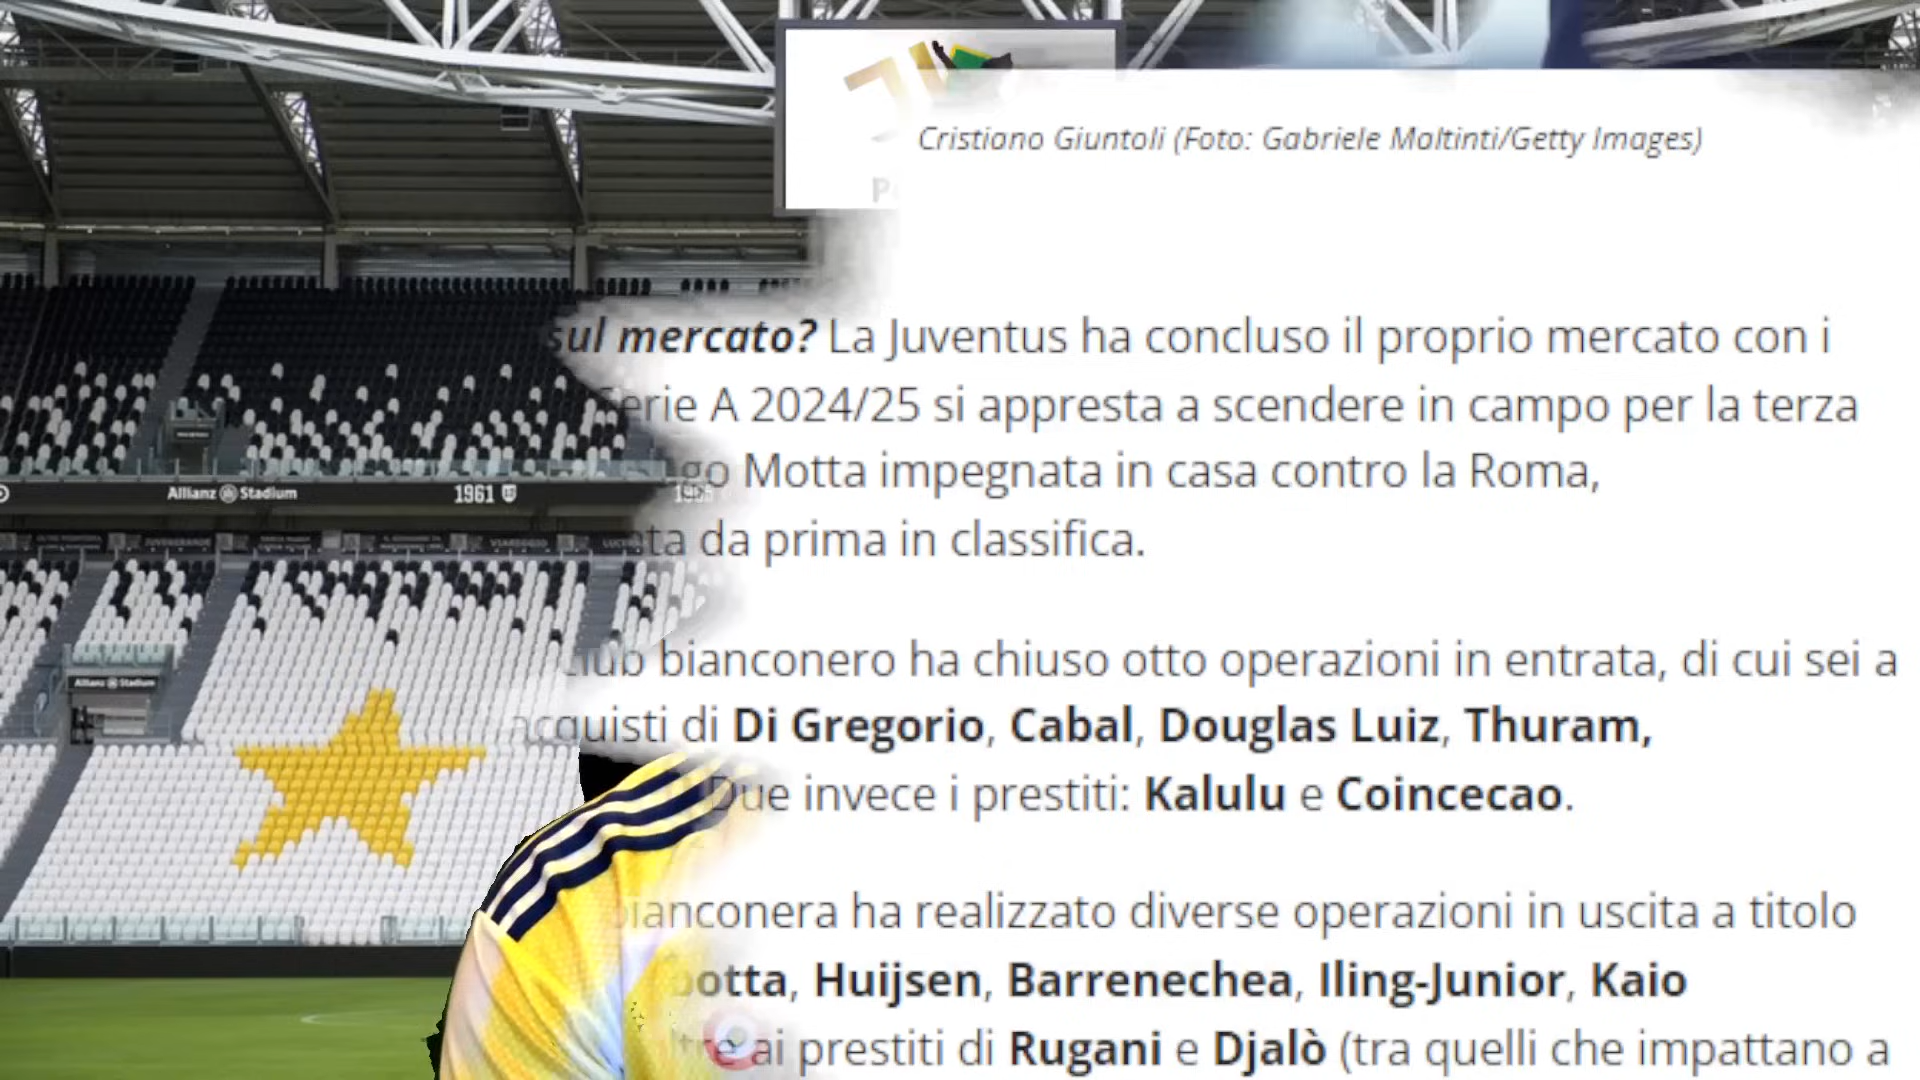 Cristiano Giuntoli (Foto: Gabriele Maltinti/Getty Images)
sul mercato? La Juventus ha concluso il proprio mercato con i
Serie A 2024/25 si appresta a scendere in campo per la terza
Motta impegnata in casa contro la Roma,
da prima in classifica.
Allianz Stadium
1961
club bianconero ha chiuso otto operazioni in entrata, di cui sei a
Allianz Stadium
acquisti di Di Gregorio, Cabal, Douglas Luiz, Thuram,
Due invece i prestiti: Kalulu e Coincecao.
bianconera ha realizzato diverse operazioni in uscita a titolo
Huijsen, Barrenechea, Iling-Junior, Kaio
ai prestiti di Rugani e Djalò (tra quelli che impattano a